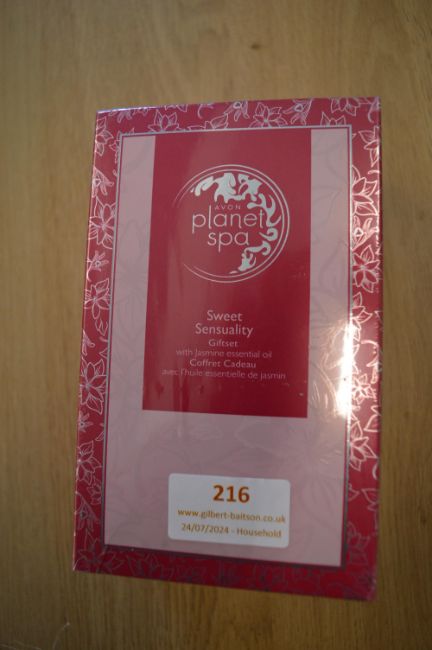 AVON
planet
spa
Sweet
Sensuality
Giftset
with Jasmine essential oil
Coffret Cadeau
avec l'huile essentielle de jasmin
216
www.gilbert-baitson.co.uk
24/07/2024 - Household